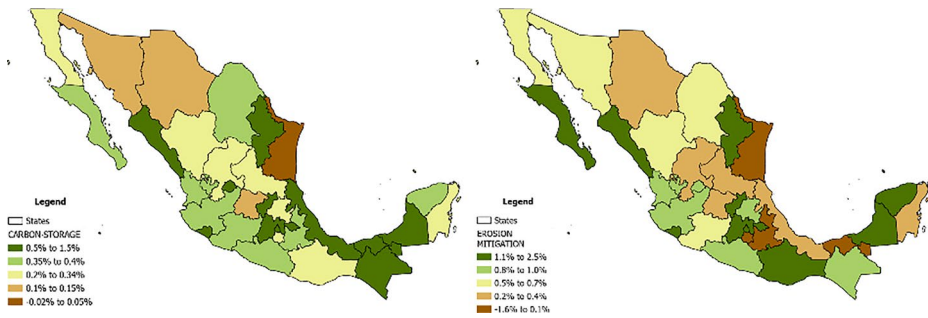 Legend
States
CARBON-STORAGE
0.5% to 1.5%
0.35% to 0.4%
0.2% to 0.34%
0.1% to 0.15%
-0.02% to 0.05%
Legend
States
EROSION
MITIGATION
1.1% to 2.5%
0.8% to 1.0%
0.5% to 0.7%
0.2% to 0.4%
-1.6% to 0.1%